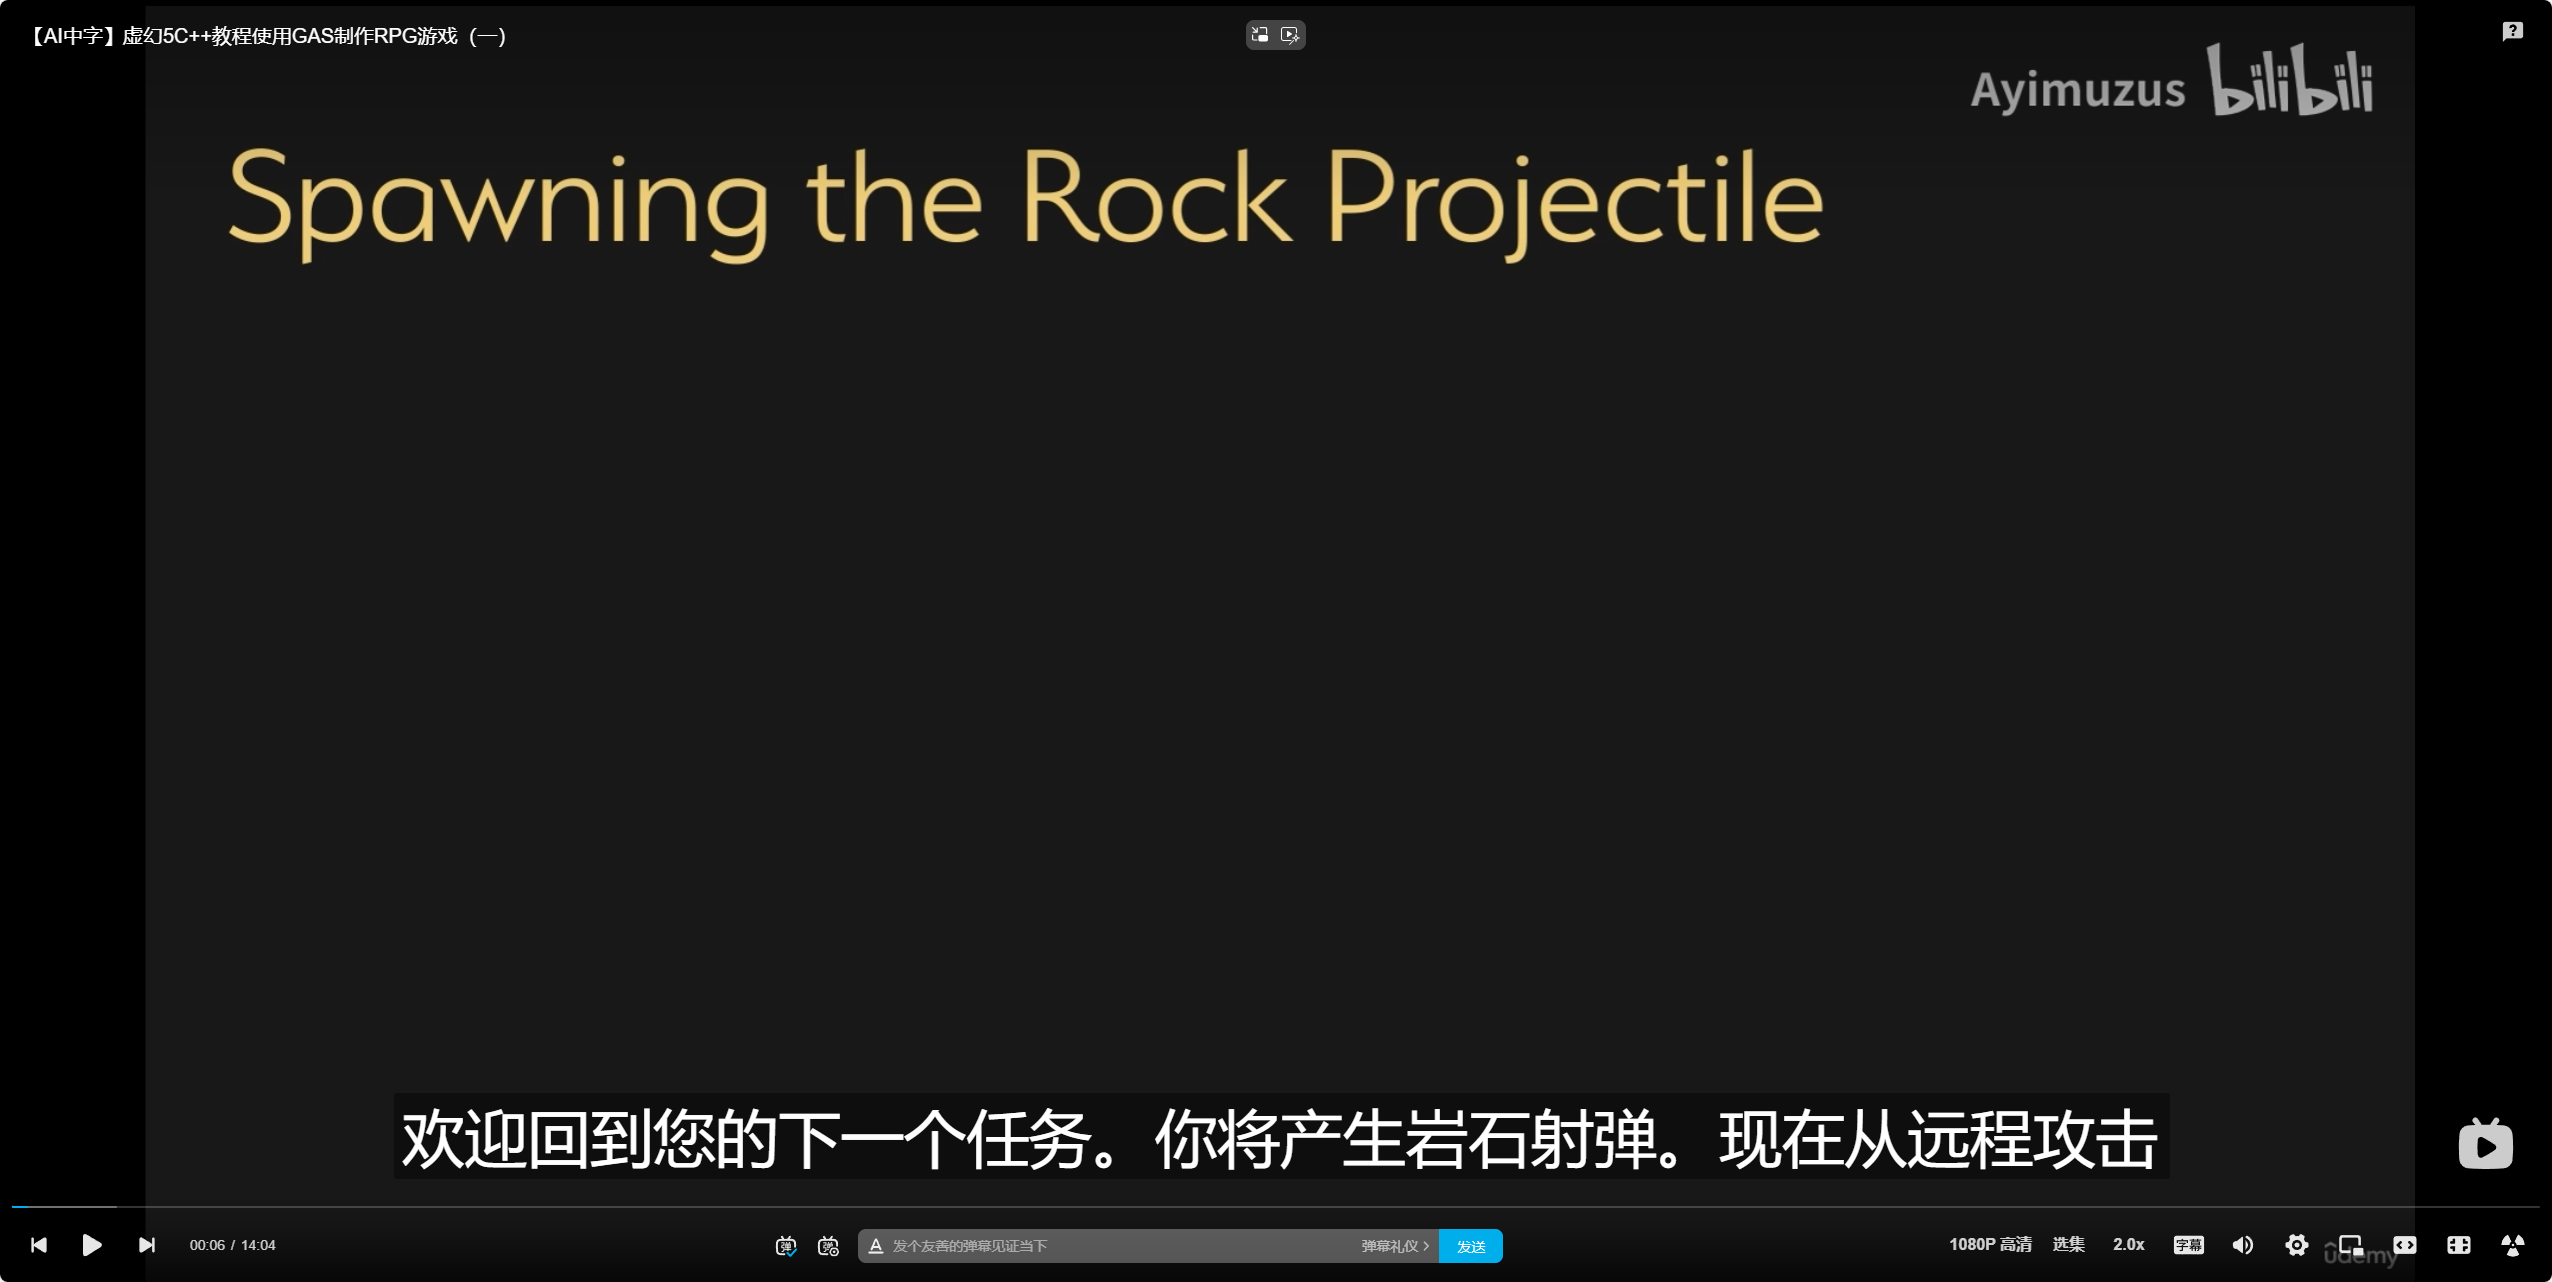 【AI中字】虚幻5C++教程使用GAS制作RPG游戏（一）
Ayimuzus bilibili
Spawning the Rock Projectile
欢迎回到您的下一个任务。你将产生岩石射弹。现在从远程攻击
00:06 / 14:04
弹
弹
A 发个友善的弹幕见证当下
弹幕礼仪 >
发送
1080P 高清
选集
2.0x
字幕
ûdemy